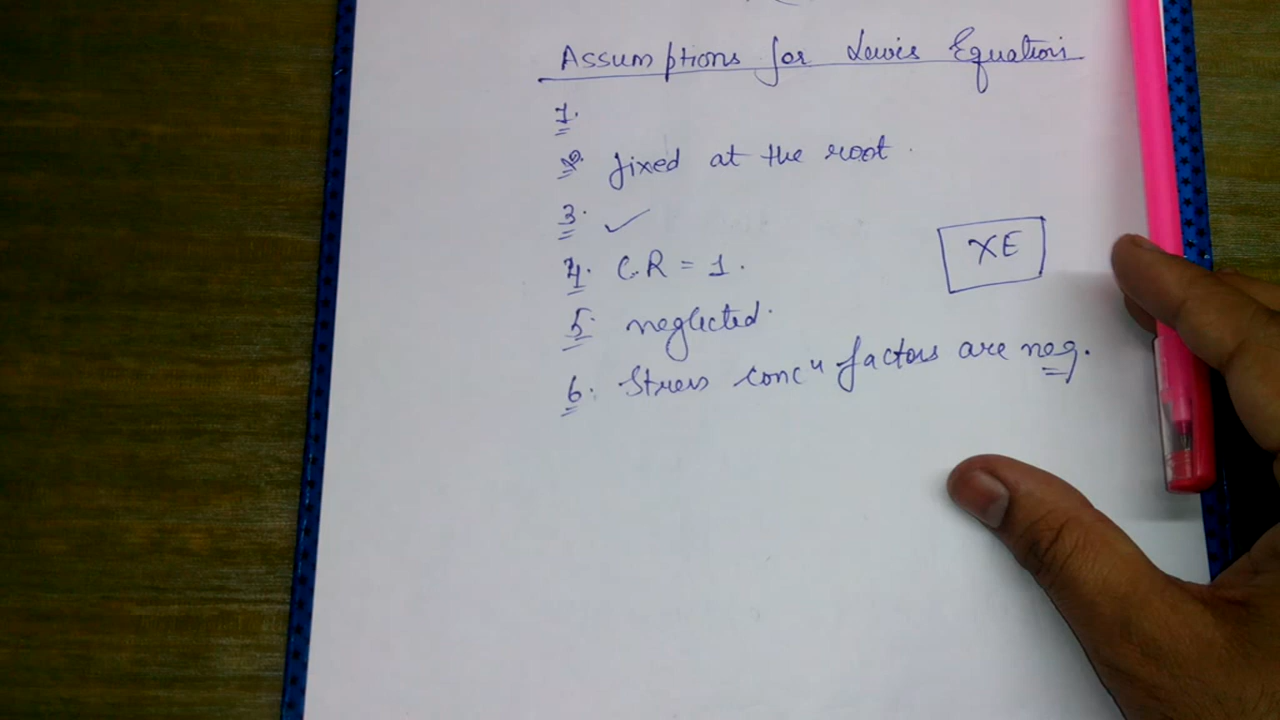 Assumptions for Lewis Equation
1.
2. fixed at the root.
3. ✓
4. C.R = 1.
XE
5. neglected.
6. Stress concn factors are neg.